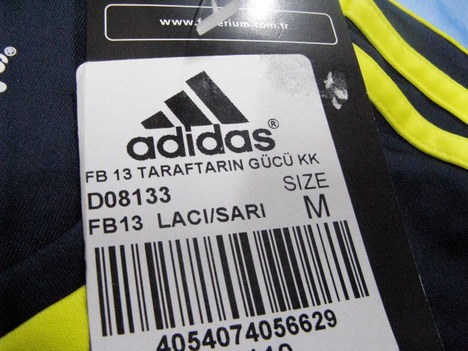 adidas®
FB 13 TARAFTARIN GÜCÜ KK
D08133
SIZE
FB13 LACI/SARI
M
4054074056629